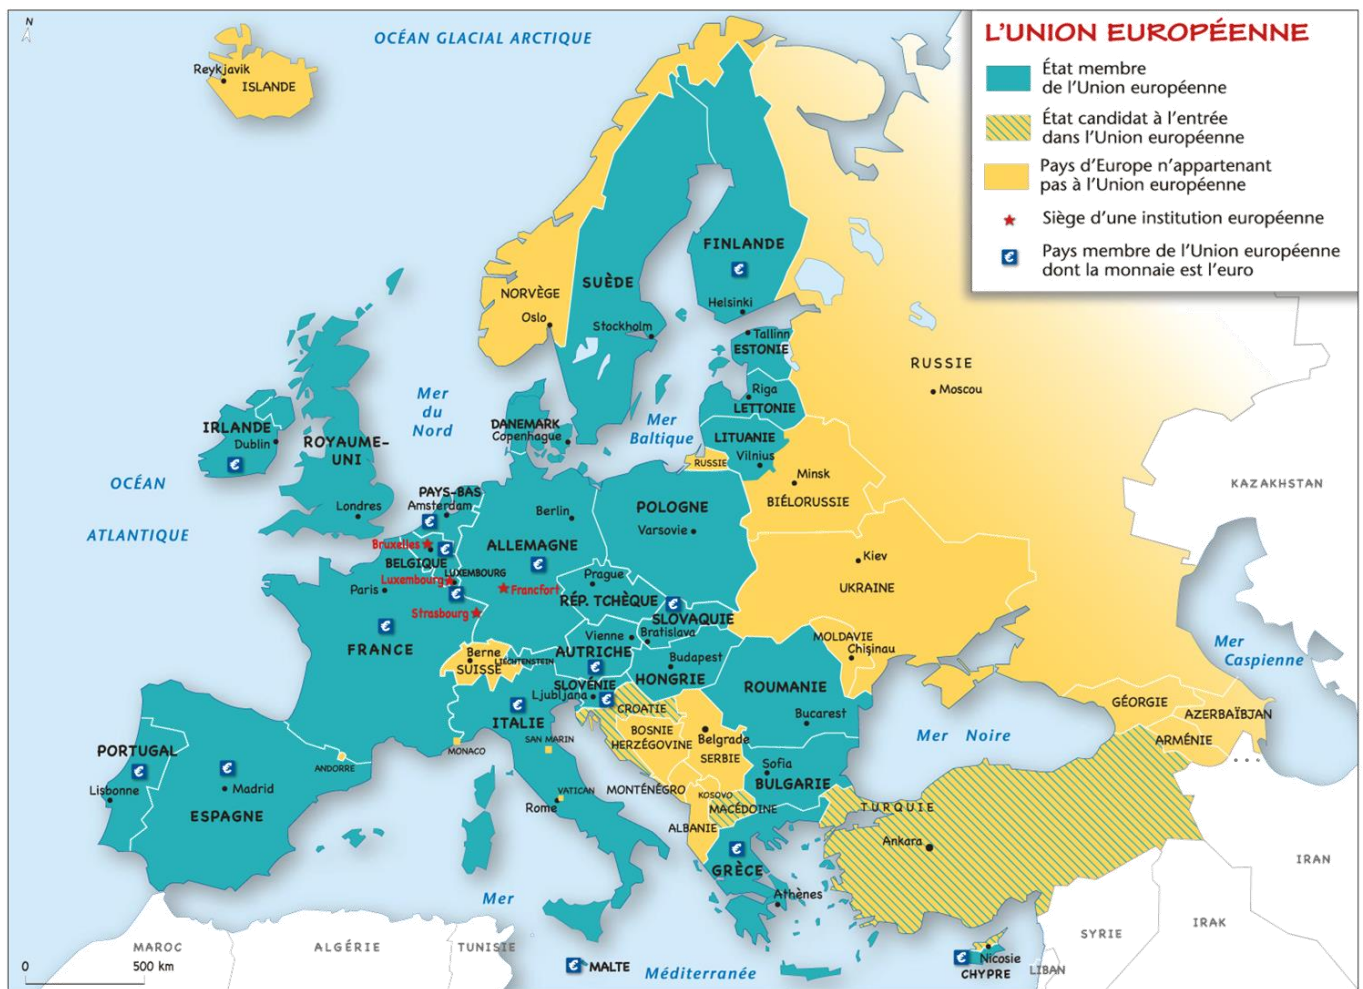 N
OCÉAN GLACIAL ARCTIQUE
L'UNION EUROPÉENNE
État membre
de l'Union européenne
État candidat à l'entrée
dans l'Union européenne
Pays d'Europe n'appartenant
pas à l'Union européenne
Siège d'une institution européenne
€
Pays membre de l'Union européenne
dont la monnaie est l'euro
Reykjavik
ISLANDE
FINLANDE
€
Helsinki
SUÈDE
NORVÈGE
Oslo
Stockholm
Tallinn
ESTONIE
RUSSIE
Moscou
Riga
LETTONIE
Mer
du
Nord
Mer
Baltique
DANEMARK
Copenhague
LITUANIE
Vilnius
RUSSIE
Minsk
BIÉLORUSSIE
IRLANDE
Dublin
€
ROYAUME-
UNI
Londres
OCÉAN
ATLANTIQUE
PAYS-BAS
Amsterdam
€
Berlin
POLOGNE
Varsovie
KAZAKHSTAN
Bruxelles
€
BELGIQUE
ALLEMAGNE
€
LUXEMBOURG
Luxembourg
€
Francfort
Strasbourg
Paris
€
FRANCE
Prague
RÉP. TCHÈQUE
€
SLOVAQUIE
Bratislava
Kiev
UKRAINE
MOLDAVIE
Chişinau
Vienne
AUTRICHE
€
Budapest
HONGRIE
Berne
SUISSE
LIECHTENSTEIN
SLOVÉNIE
Ljubljana
€
CROATIE
ROUMANIE
Bucarest
Mer
Caspienne
GÉORGIE
AZERBAÏBJAN
ARMÉNIE
Mer Noire
€
ITALIE
SAN MARIN
MONACO
BOSNIE
HERZÉGOVINE
Belgrade
SERBIE
Sofia
BULGARIE
PORTUGAL
€
Lisbonne
€
Madrid
ESPAGNE
ANDORRE
VATICAN
Rome
MONTÉNÉGRO
KOSOVO
MACÉDOINE
ALBANIE
TURQUIE
Ankara
€
GRÈCE
Athènes
IRAN
IRAK
SYRIE
LIBAN
Mer
Méditerranée
MAROC
ALGÉRIE
TUNISIE
€
MALTE
€
Nicosie
CHYPRE
0
500 km